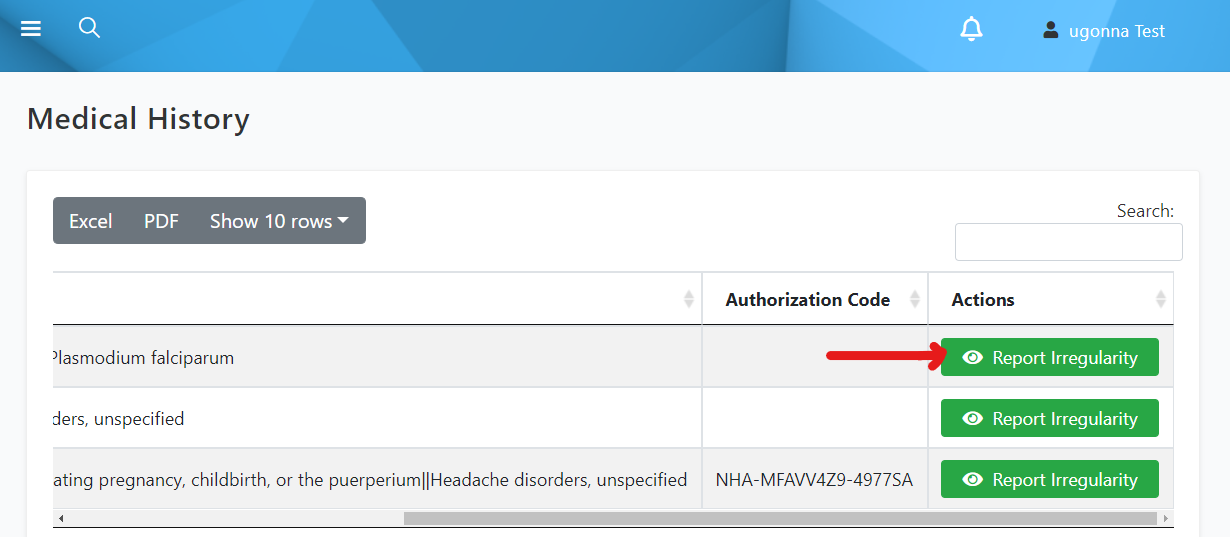 ugonna Test
Medical History
Excel PDF Show 10 rows
Search:
Authorization Code Actions
Plasmodium falciparum Report Irregularity
ders, unspecified Report Irregularity
ating pregnancy, childbirth, or the puerperium||Headache disorders, unspecified NHA-MFAVV4Z9-4977SA Report Irregularity